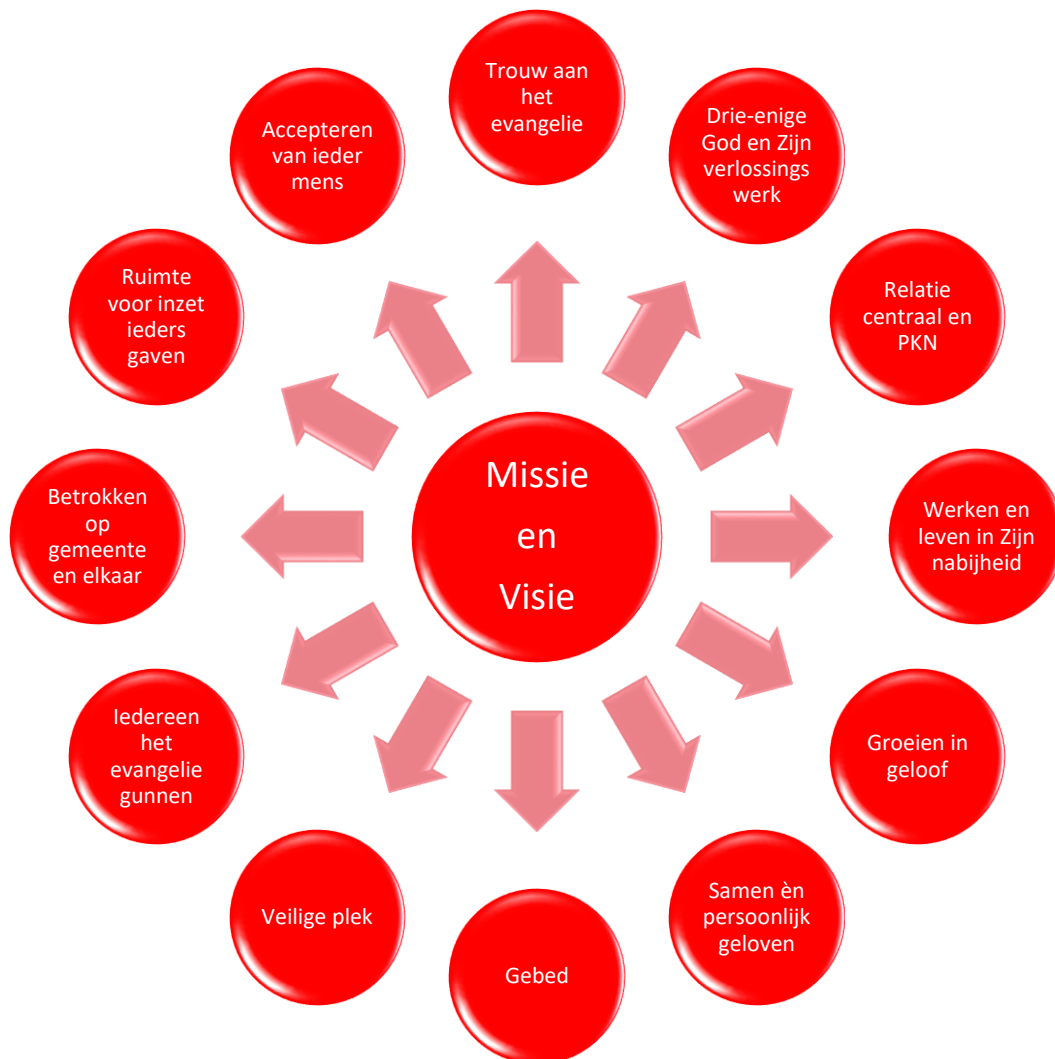 Missie
en
Visie
Trouw aan
het
evangelie
Drie-enige
God en Zijn
verlossings
werk
Relatie
centraal en
PKN
Werken en
leven in Zijn
nabijheid
Groeien in
geloof
Samen èn
persoonlijk
geloven
Gebed
Veilige plek
Iedereen
het
evangelie
gunnen
Betrokken
op
gemeente
en elkaar
Ruimte
voor inzet
ieders
gaven
Accepteren
van ieder
mens